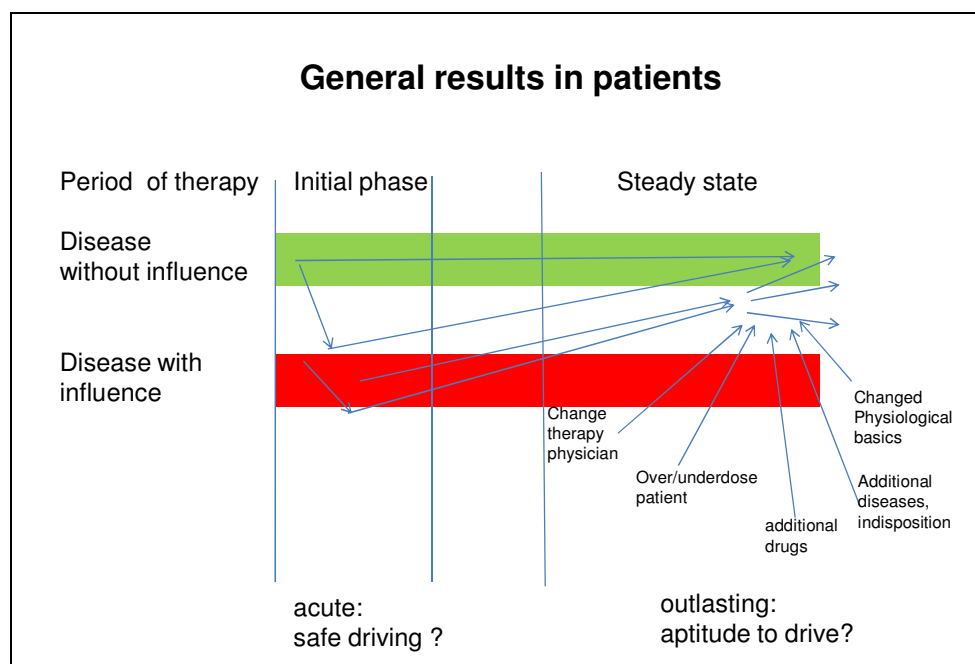 General results in patients
Period of therapy
Initial phase
Steady state
Disease
without influence
Disease with
influence
Change
therapy
physician
Over/underdose
patient
additional
drugs
Additional
diseases,
indisposition
Changed
Physiological
basics
acute:
safe driving ?
outlasting:
aptitude to drive?